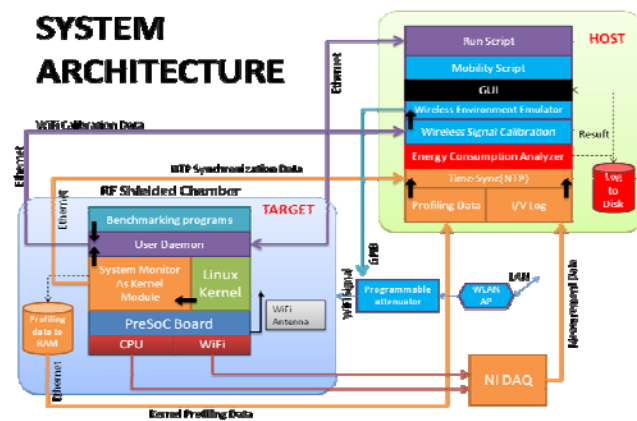 SYSTEM
ARCHITECTURE
HOST
Run Script
Mobility Script
GUI
Wireless Environment Emulator
Wireless Signal Calibration
Energy Consumption Analyzer
Time Sync(NTP)
Profiling Data
I/V Log
Result
Log
to
Disk
Ethernet
WiFi Calibration Data
Ethernet
NTP Synchronization Data
Ethernet
RF Shielded Chamber
TARGET
Benchmarking programs
User Daemon
System Monitor
As Kernel
Module
Linux
Kernel
PreSoC Board
CPU
WiFi
WiFi
Antenna
Profiling
data to
RAM
Ethernet
Kernel Profiling Data
WiFi Signal
Programmable
attenuator
WLAN
AP
LAN
NI DAQ